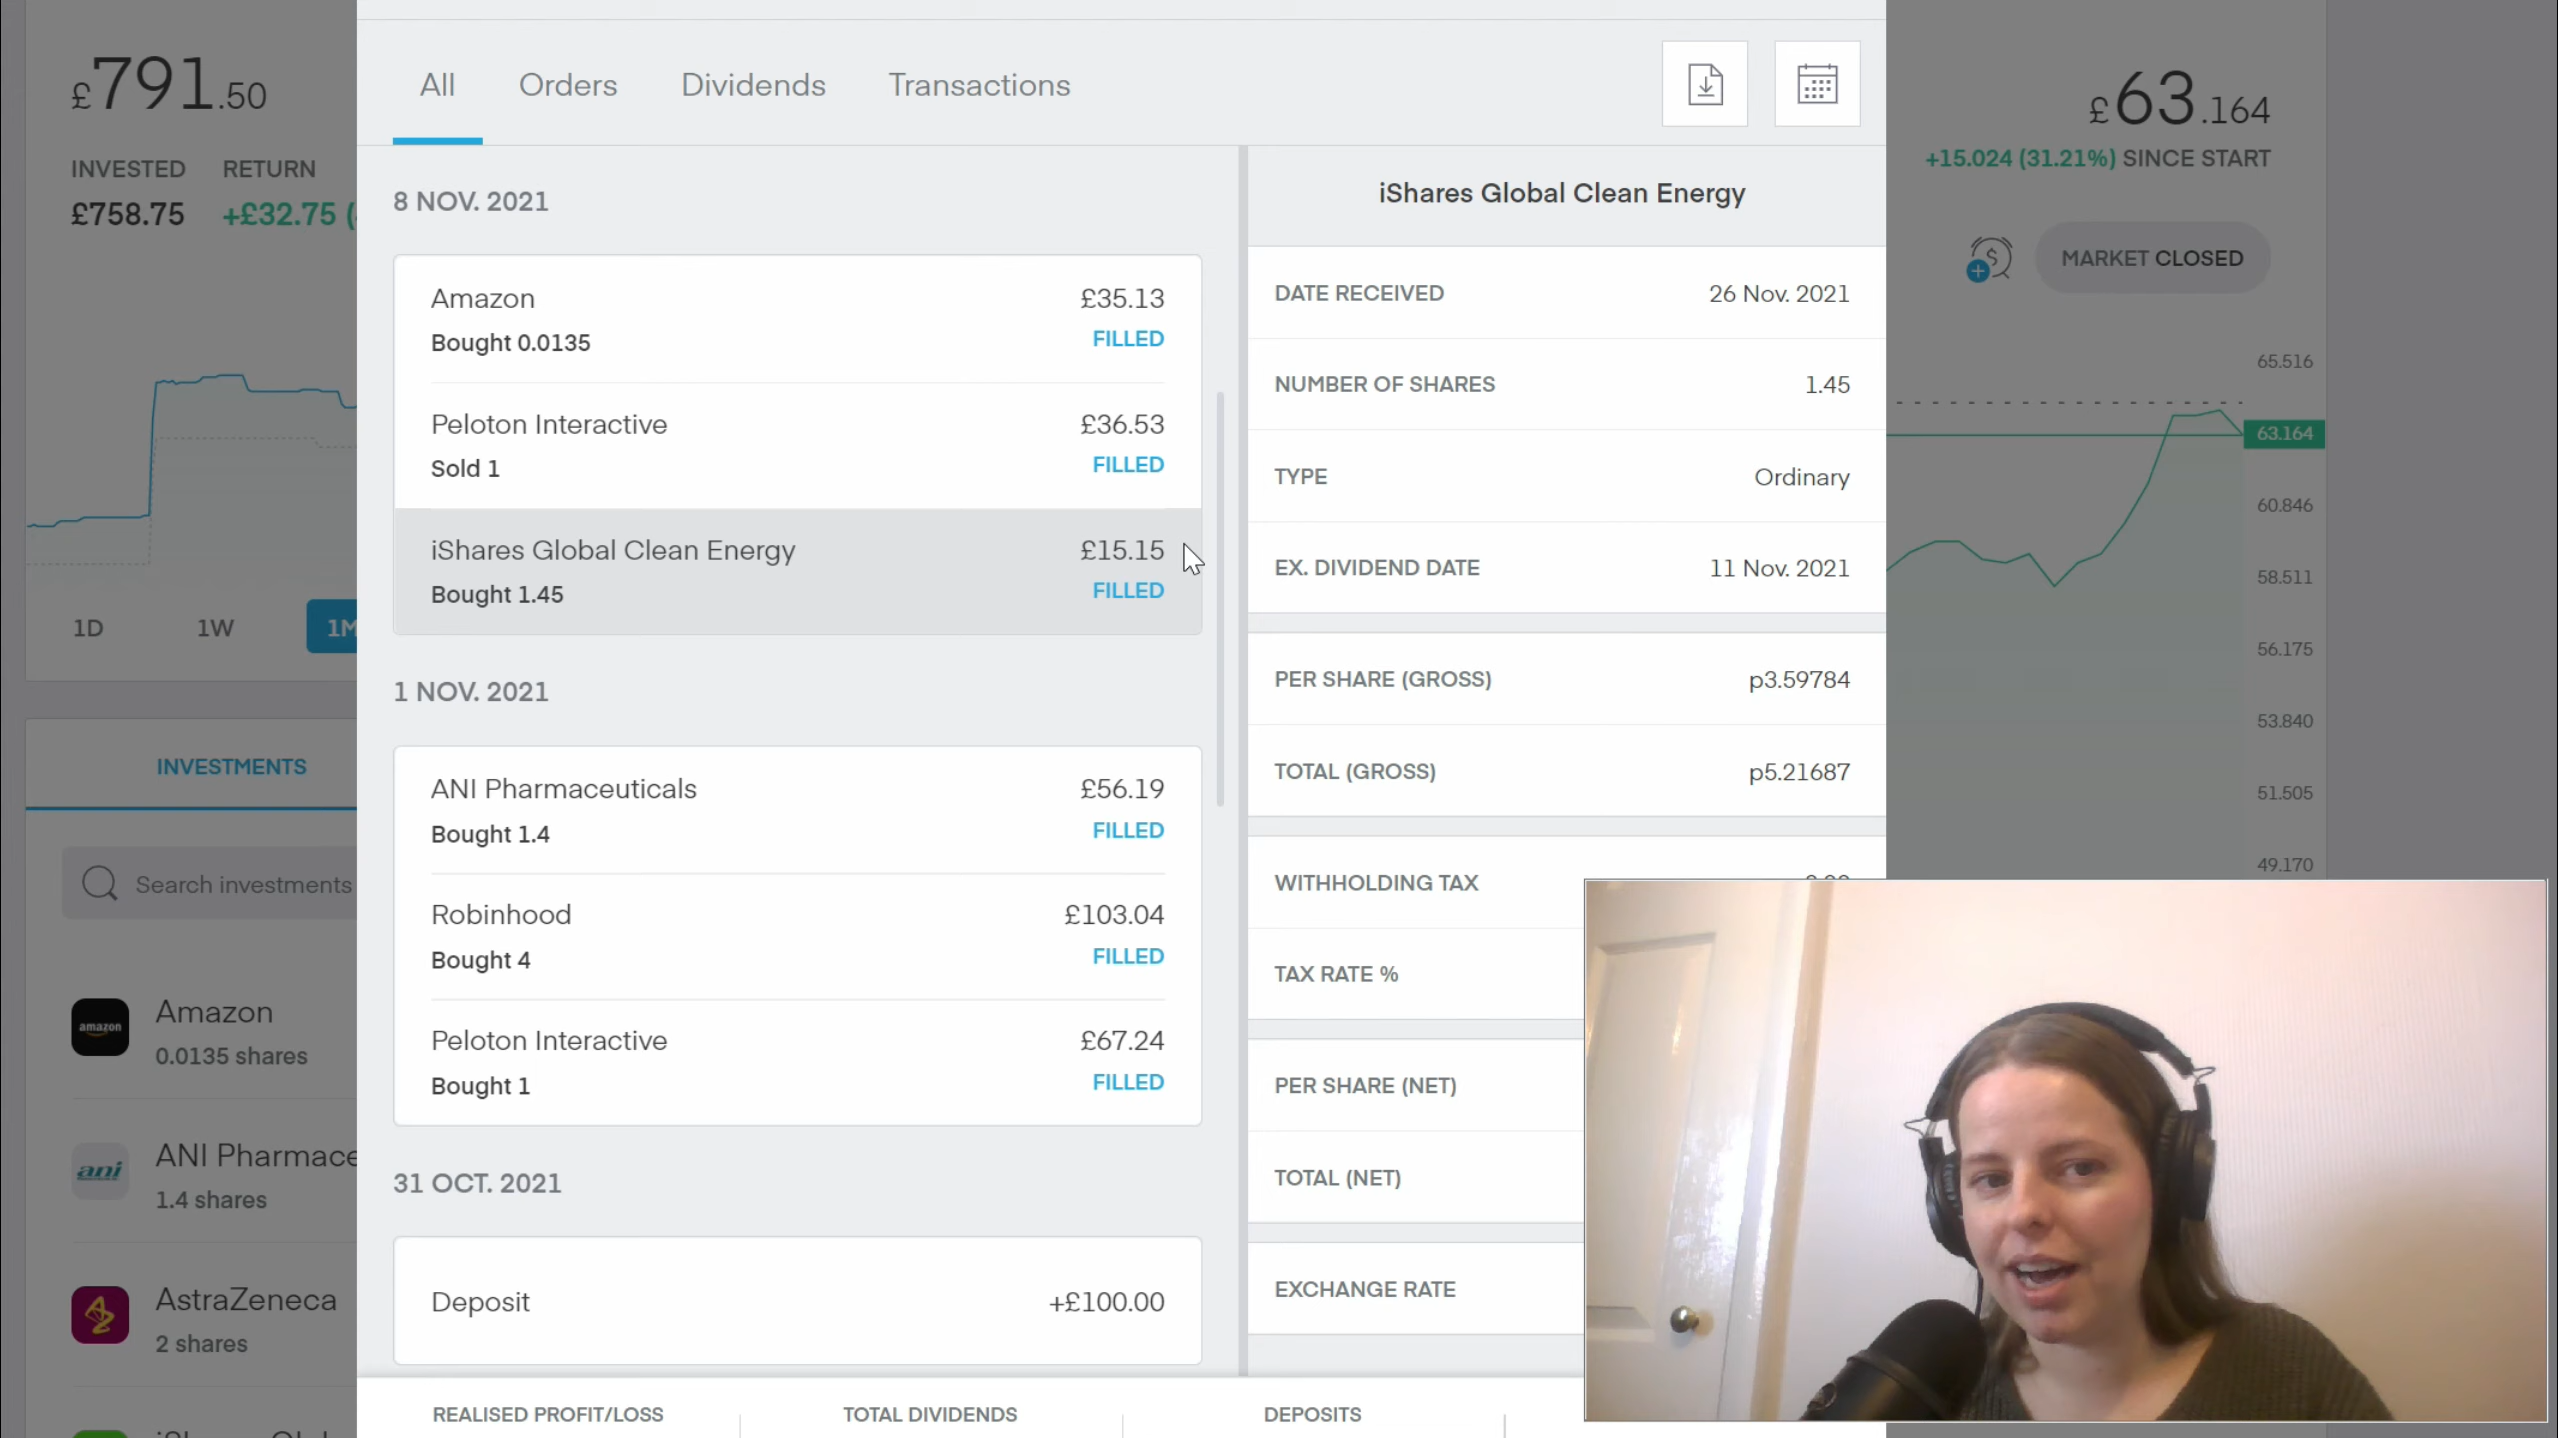 £791.50
INVESTED
RETURN
£758.75
+£32.75 (
1D
1W
1M
INVESTMENTS
Search investments
amazon
Amazon
0.0135 shares
ani
ANI Pharmace
1.4 shares
AstraZeneca
2 shares
All
Orders
Dividends
Transactions
8 NOV. 2021
Amazon
£35.13
Bought 0.0135
FILLED
Peloton Interactive
£36.53
Sold 1
FILLED
iShares Global Clean Energy
£15.15
Bought 1.45
FILLED
1 NOV. 2021
ANI Pharmaceuticals
£56.19
Bought 1.4
FILLED
Robinhood
£103.04
Bought 4
FILLED
Peloton Interactive
£67.24
Bought 1
FILLED
31 OCT. 2021
Deposit
+£100.00
REALISED PROFIT/LOSS
TOTAL DIVIDENDS
DEPOSITS
iShares Global Clean Energy
DATE RECEIVED
26 Nov. 2021
NUMBER OF SHARES
1.45
TYPE
Ordinary
EX. DIVIDEND DATE
11 Nov. 2021
PER SHARE (GROSS)
p3.59784
TOTAL (GROSS)
p5.21687
WITHHOLDING TAX
TAX RATE %
PER SHARE (NET)
TOTAL (NET)
EXCHANGE RATE
£63.164
+15.024 (31.21%) SINCE START
MARKET CLOSED
65.516
63.164
60.846
58.511
56.175
53.840
51.505
49.170